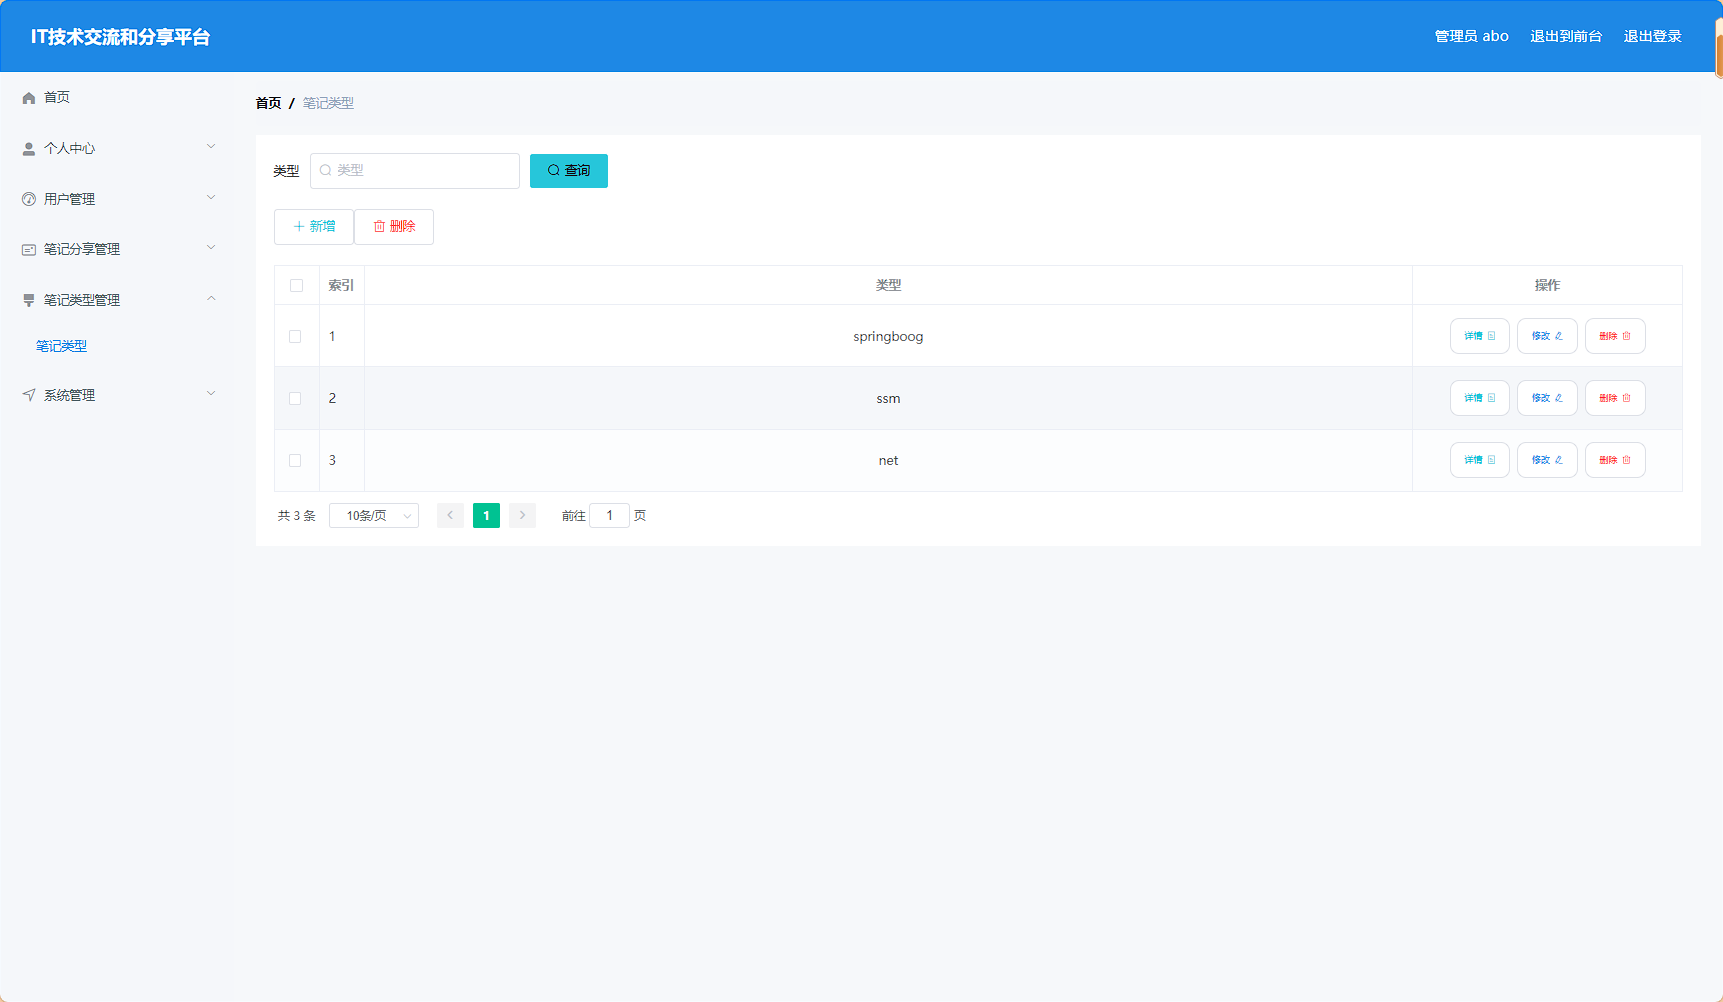 IT技术交流和分享平台
管理员 abo 退出到前台 退出登录
首页
个人中心
用户管理
笔记分享管理
笔记类型管理
笔记类型
系统管理
首页 / 笔记类型
类型 类型 查询
新增 删除
索引 类型 操作
1 springboog 详情 修改 删除
2 ssm 详情 修改 删除
3 net 详情 修改 删除
共 3 条 10条/页 1 前往 1 页